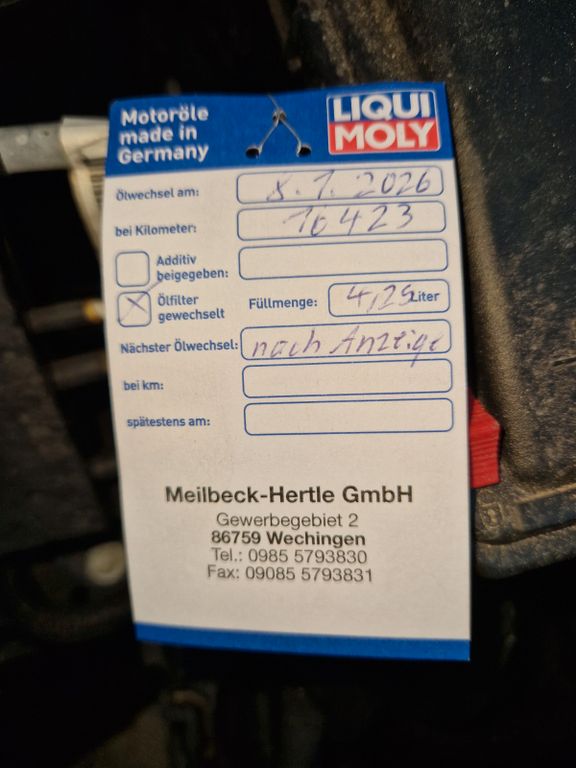 Motoröle
made in
Germany
LIQUI
MOLY
Ölwechsel am: 8.1.2026
bei Kilometer: 16423
Additiv
beigegeben:
Ölfilter
gewechselt
Füllmenge: 4,25 Liter
Nächster Ölwechsel: nach Anzeige
bei km:
spätestens am:
Meilbeck-Hertle GmbH
Gewerbegebiet 2
86759 Wechingen
Tel.: 0985 5793830
Fax: 09085 5793831